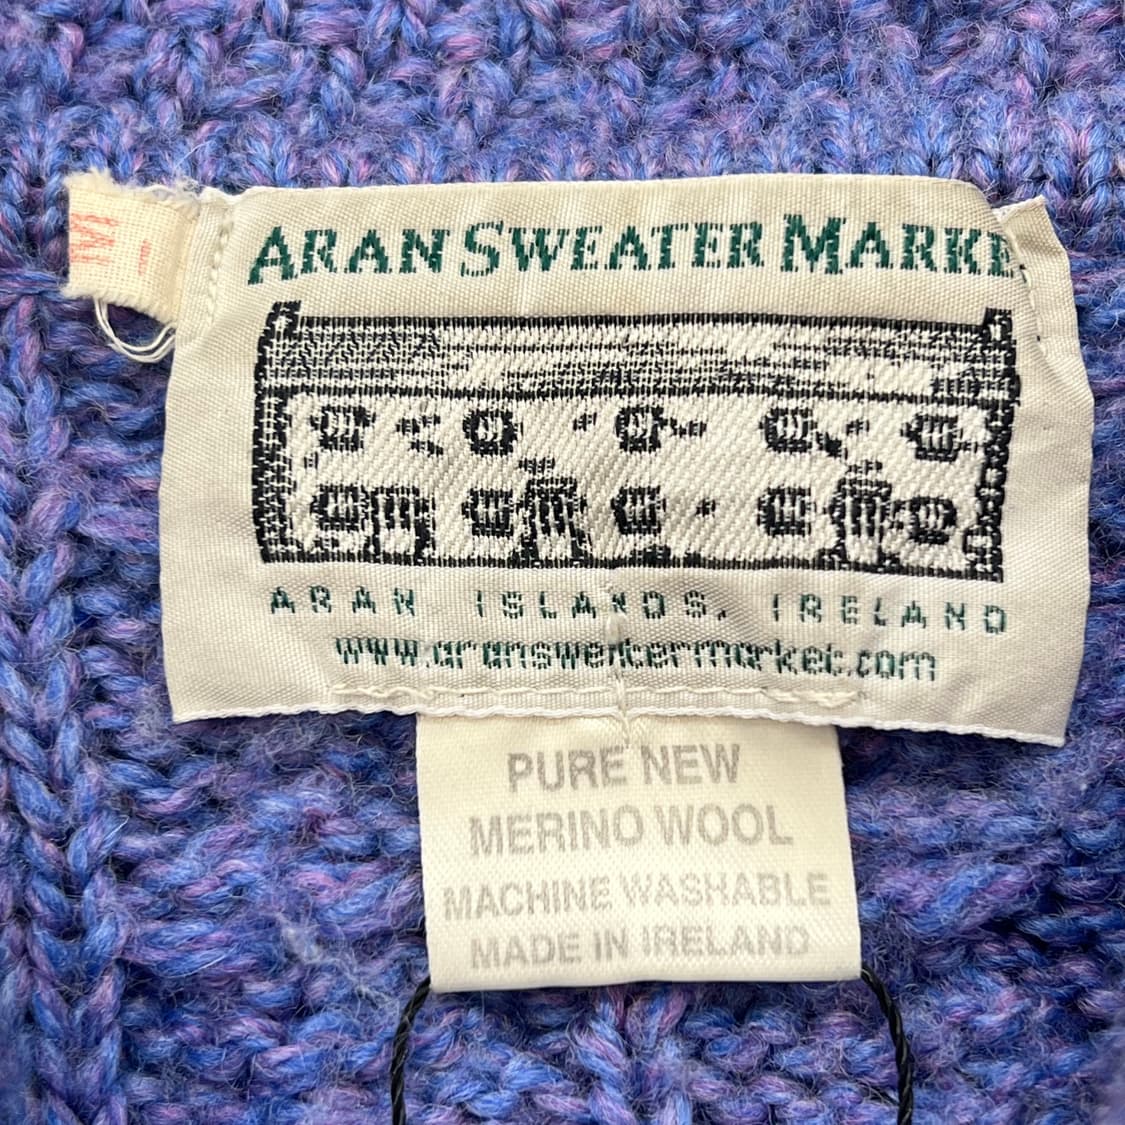 ARAN SWEATER MARKE
ARAN ISLANDS, IRELAND
www.aransweatermarket.com
PURE NEW
MERINO WOOL
MACHINE WASHABLE
MADE IN IRELAND